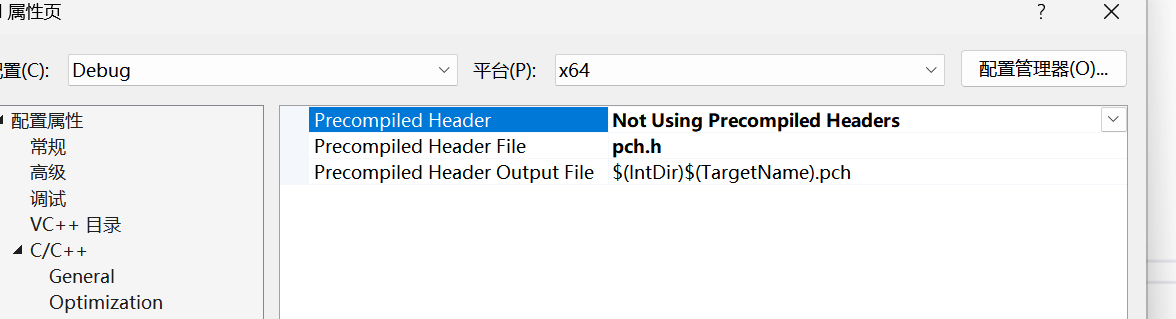 属性页
?
置(C):
Debug
平台(P):
x64
配置管理器(O)...
配置属性
常规
高级
调试
VC++ 目录
C/C++
General
Optimization
Precompiled Header Not Using Precompiled Headers
Precompiled Header File pch.h
Precompiled Header Output File $(IntDir)$(TargetName).pch